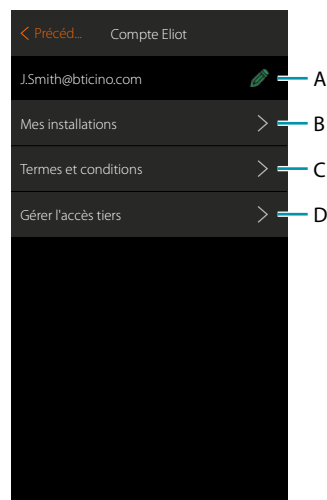 < Précéd... Compte Eliot
J.Smith@bticino.com A
Mes installations B
Termes et conditions C
Gérer l'accès tiers D